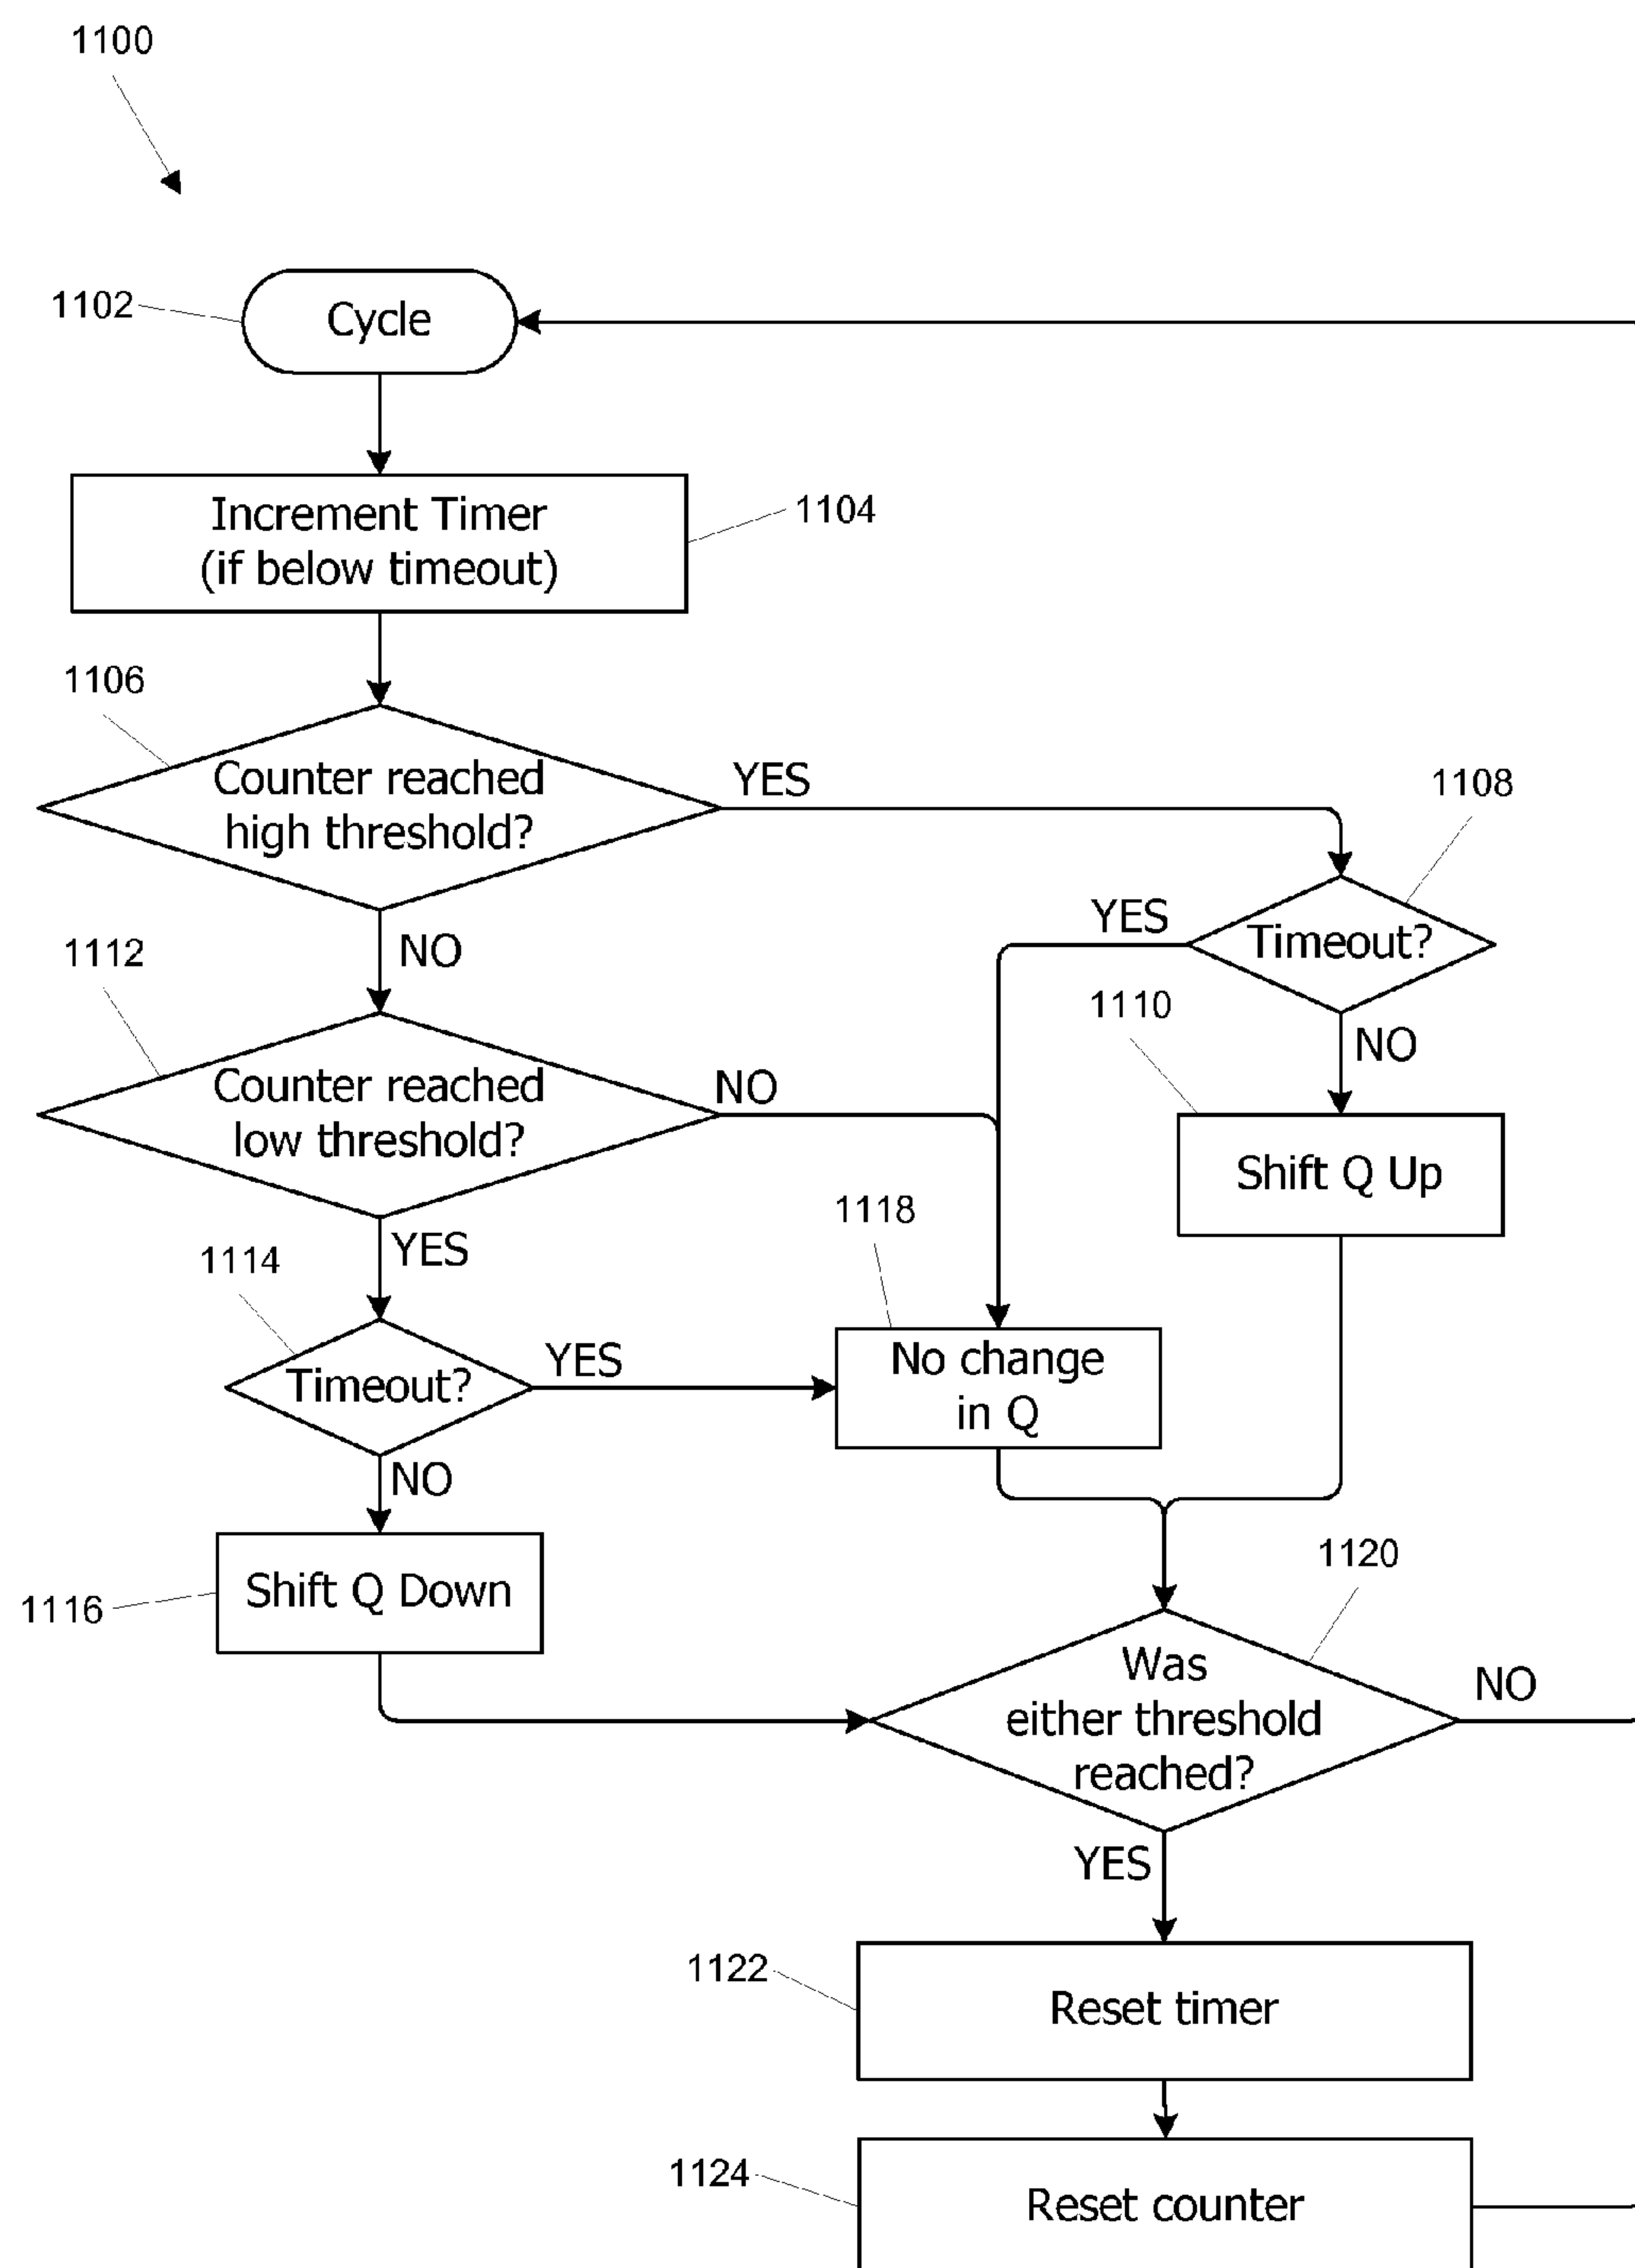 1100
1102
Cycle
Increment Timer
(if below timeout)
1104
1106
Counter reached
high threshold?
YES
1108
Timeout?
YES
NO
1110
Shift Q Up
NO
1112
Counter reached
low threshold?
NO
YES
1114
Timeout?
YES
1118
No change
in Q
NO
1116
Shift Q Down
1120
Was
either threshold
reached?
NO
YES
1122
Reset timer
1124
Reset counter